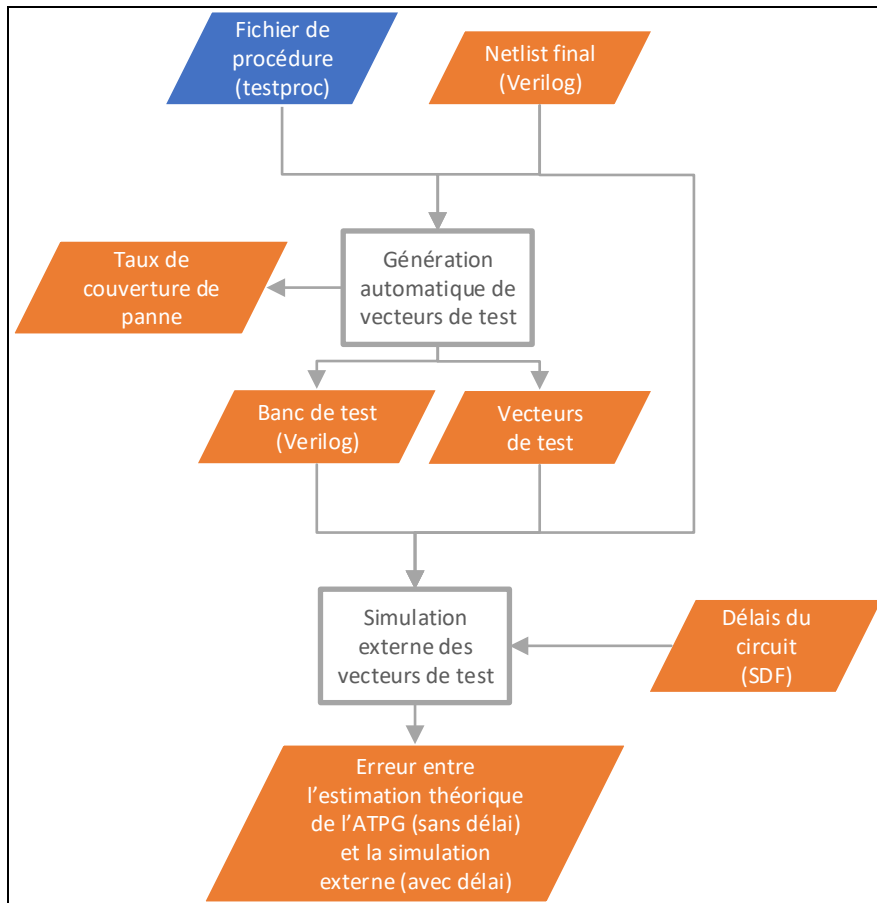 Fichier de
procédure
(testproc)
Netlist final
(Verilog)
Taux de
couverture de
panne
Génération
automatique de
vecteurs de test
Banc de test
(Verilog)
Vecteurs
de test
Simulation
externe des
vecteurs de test
Délais du
circuit
(SDF)
Erreur entre
l’estimation théorique
de l’ATPG (sans délai)
et la simulation
externe (avec délai)